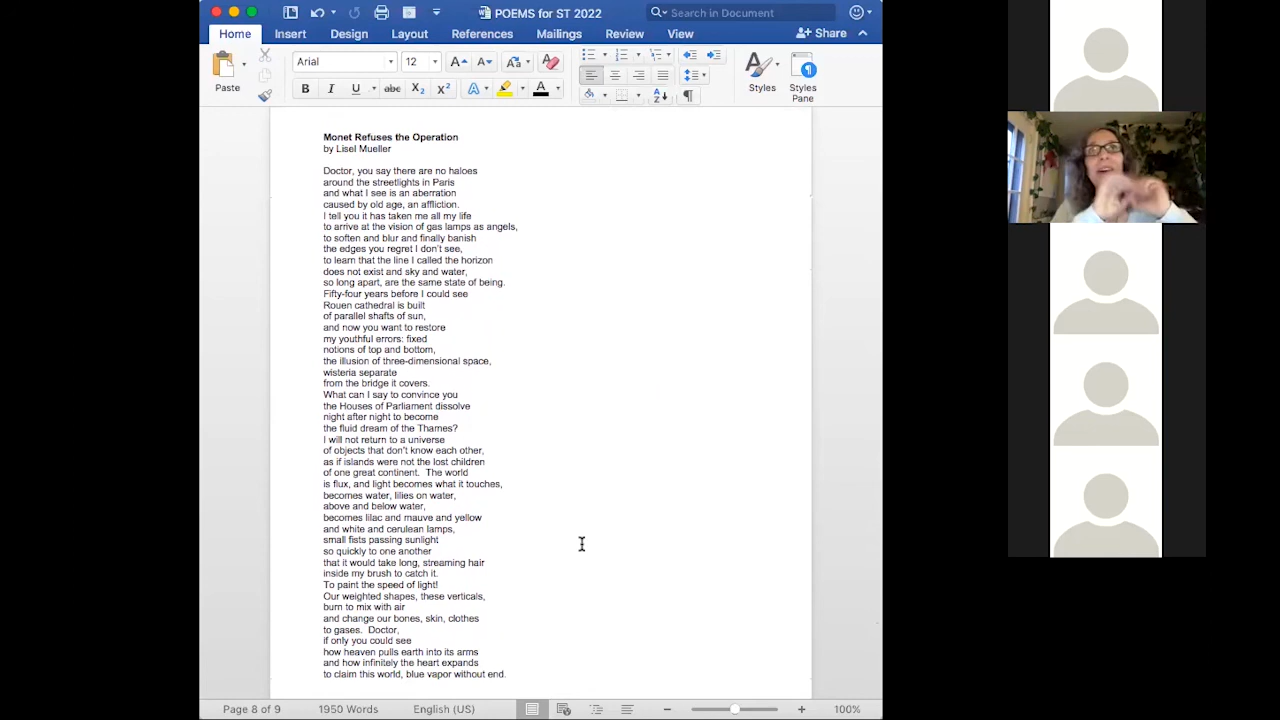 POEMS for ST 2022
Search in Document
Home Insert Design Layout References Mailings Review View Share
Arial 12
Paste
Styles
Styles Pane
Monet Refuses the Operation
by Lisel Mueller
Doctor, you say there are no haloes
around the streetlights in Paris
and what I see is an aberration
caused by old age, an affliction.
I tell you it has taken me all my life
to arrive at the vision of gas lamps as angels,
to soften and blur and finally banish
the edges you regret I don't see,
to learn that the line I called the horizon
does not exist and sky and water,
so long apart, are the same state of being.
Fifty-four years before I could see
Rouen cathedral is built
of parallel shafts of sun,
and now you want to restore
my youthful errors: fixed
notions of top and bottom,
the illusion of three-dimensional space,
wisteria separate
from the bridge it covers.
What can I say to convince you
the Houses of Parliament dissolve
night after night to become
the fluid dream of the Thames?
I will not return to a universe
of objects that don't know each other,
as if islands were not the lost children
of one great continent.  The world
is flux, and light becomes what it touches,
becomes water, lilies on water,
above and below water,
becomes lilac and mauve and yellow
and white and cerulean lamps,
small fists passing sunlight
so quickly to one another
that it would take long, streaming hair
inside my brush to catch it.
To paint the speed of light!
Our weighted shapes, these verticals,
burn to mix with air
and change our bones, skin, clothes
to gases.  Doctor,
if only you could see
how heaven pulls earth into its arms
and how infinitely the heart expands
to claim this world, blue vapor without end.
Page 8 of 9 1950 Words English (US) 100%